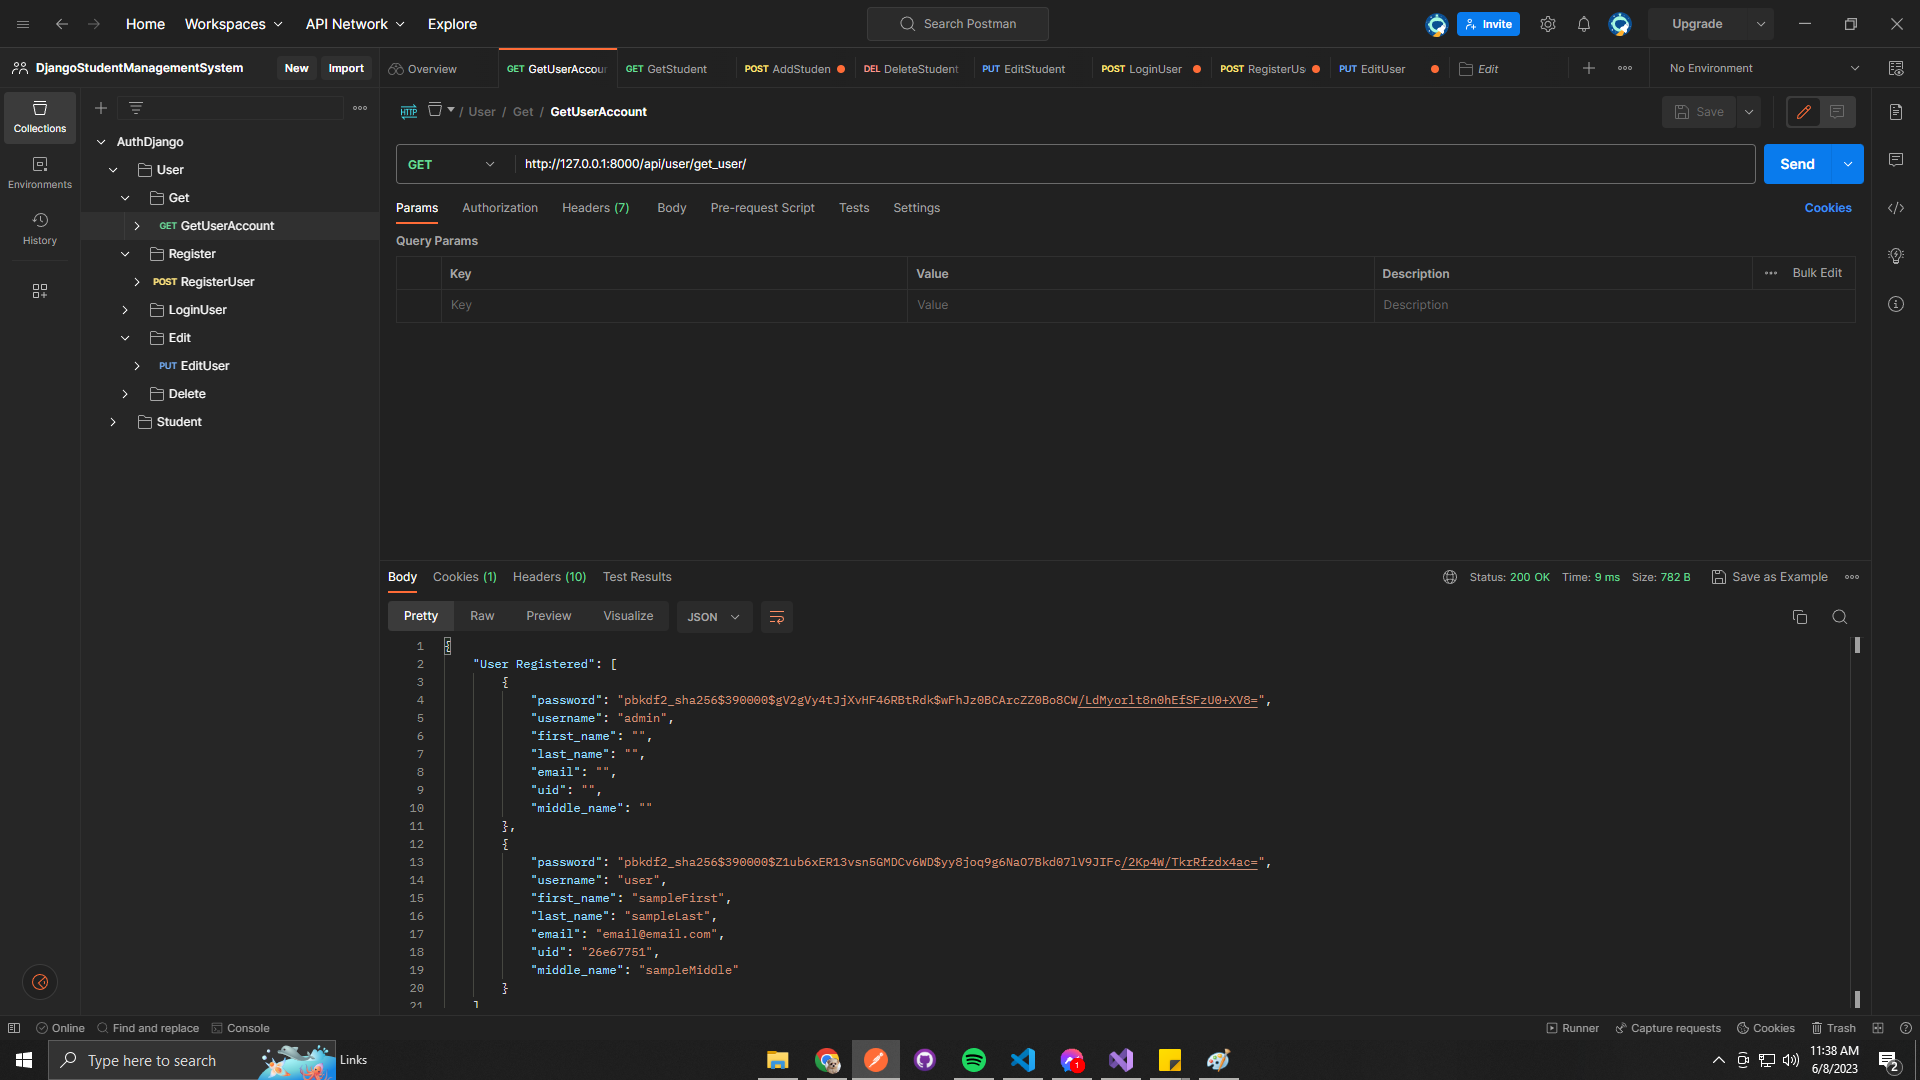 Home Workspaces API Network Explore Search Postman Invite Upgrade
DjangoStudentManagementSystem New Import Overview GET GetUserAccour GET GetStudent POST AddStuden DEL DeleteStudent PUT EditStudent POST LoginUser POST RegisterUs PUT EditUser Edit No Environment
Collections
Environments
History
AuthDjango
User
Get
GET GetUserAccount
Register
POST RegisterUser
LoginUser
Edit
PUT EditUser
Delete
Student
HTTP / User / Get / GetUserAccount Save
GET http://127.0.0.1:8000/api/user/get_user/ Send
Params Authorization Headers (7) Body Pre-request Script Tests Settings Cookies
Query Params
Key Value Description Bulk Edit
Key Value Description
Body Cookies (1) Headers (10) Test Results Status: 200 OK Time: 9 ms Size: 782 B Save as Example
Pretty Raw Preview Visualize JSON
1 {
2 "User Registered": [
3 {
4 "password": "pbkdf2_sha256$390000$gV2gVy4tJjXvHF46RBtRdk$wFhJz0BCArcZZ0Bo8CW/LdMyorlt8n0hEfSFzU0+XV8=",
5 "username": "admin",
6 "first_name": "",
7 "last_name": "",
8 "email": "",
9 "uid": "",
10 "middle_name": ""
11 },
12 {
13 "password": "pbkdf2_sha256$390000$Z1ub6xER13vsn5GMDCv6WD$yy8joq9g6NaO7Bkd07lV9JIFc/2Kp4W/TkrRfzdx4ac=",
14 "username": "user",
15 "first_name": "sampleFirst",
16 "last_name": "sampleLast",
17 "email": "email@email.com",
18 "uid": "26e67751",
19 "middle_name": "sampleMiddle"
20 }
21 ]
Online Find and replace Console Runner Capture requests Cookies Trash
Type here to search Links 1 11:38 AM
6/8/2023 2